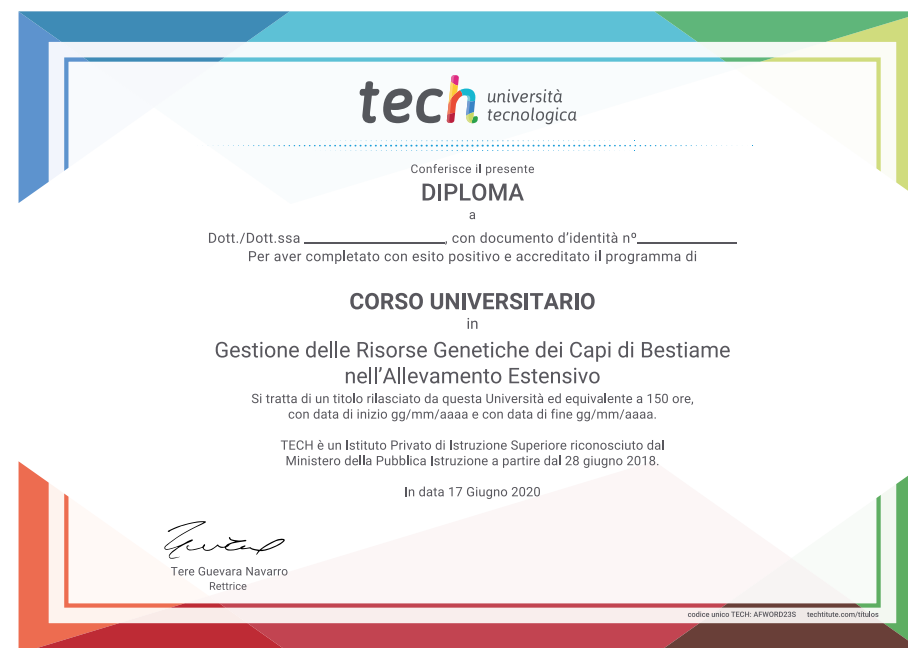 tech università
tecnologica
Conferisce il presente
DIPLOMA
a
Dott./Dott.ssa _________________, con documento d'identità nº____________
Per aver completato con esito positivo e accreditato il programma di
CORSO UNIVERSITARIO
in
Gestione delle Risorse Genetiche dei Capi di Bestiame
nell'Allevamento Estensivo
Si tratta di un titolo rilasciato da questa Università ed equivalente a 150 ore,
con data di inizio gg/mm/aaaa e con data di fine gg/mm/aaaa.
TECH è un Istituto Privato di Istruzione Superiore riconosciuto dal
Ministero della Pubblica Istruzione a partire dal 28 giugno 2018.
In data 17 Giugno 2020
Tere Guevara Navarro
Rettrice
codice unico TECH: AFWORD23S techtitute.com/titulos